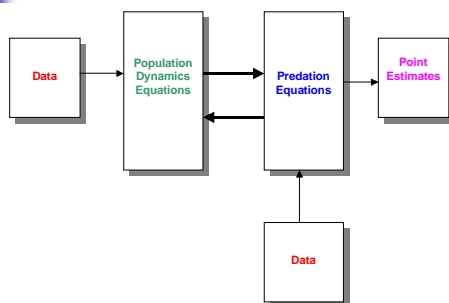 Data
Population
Dynamics
Equations
Predation
Equations
Point
Estimates
Data